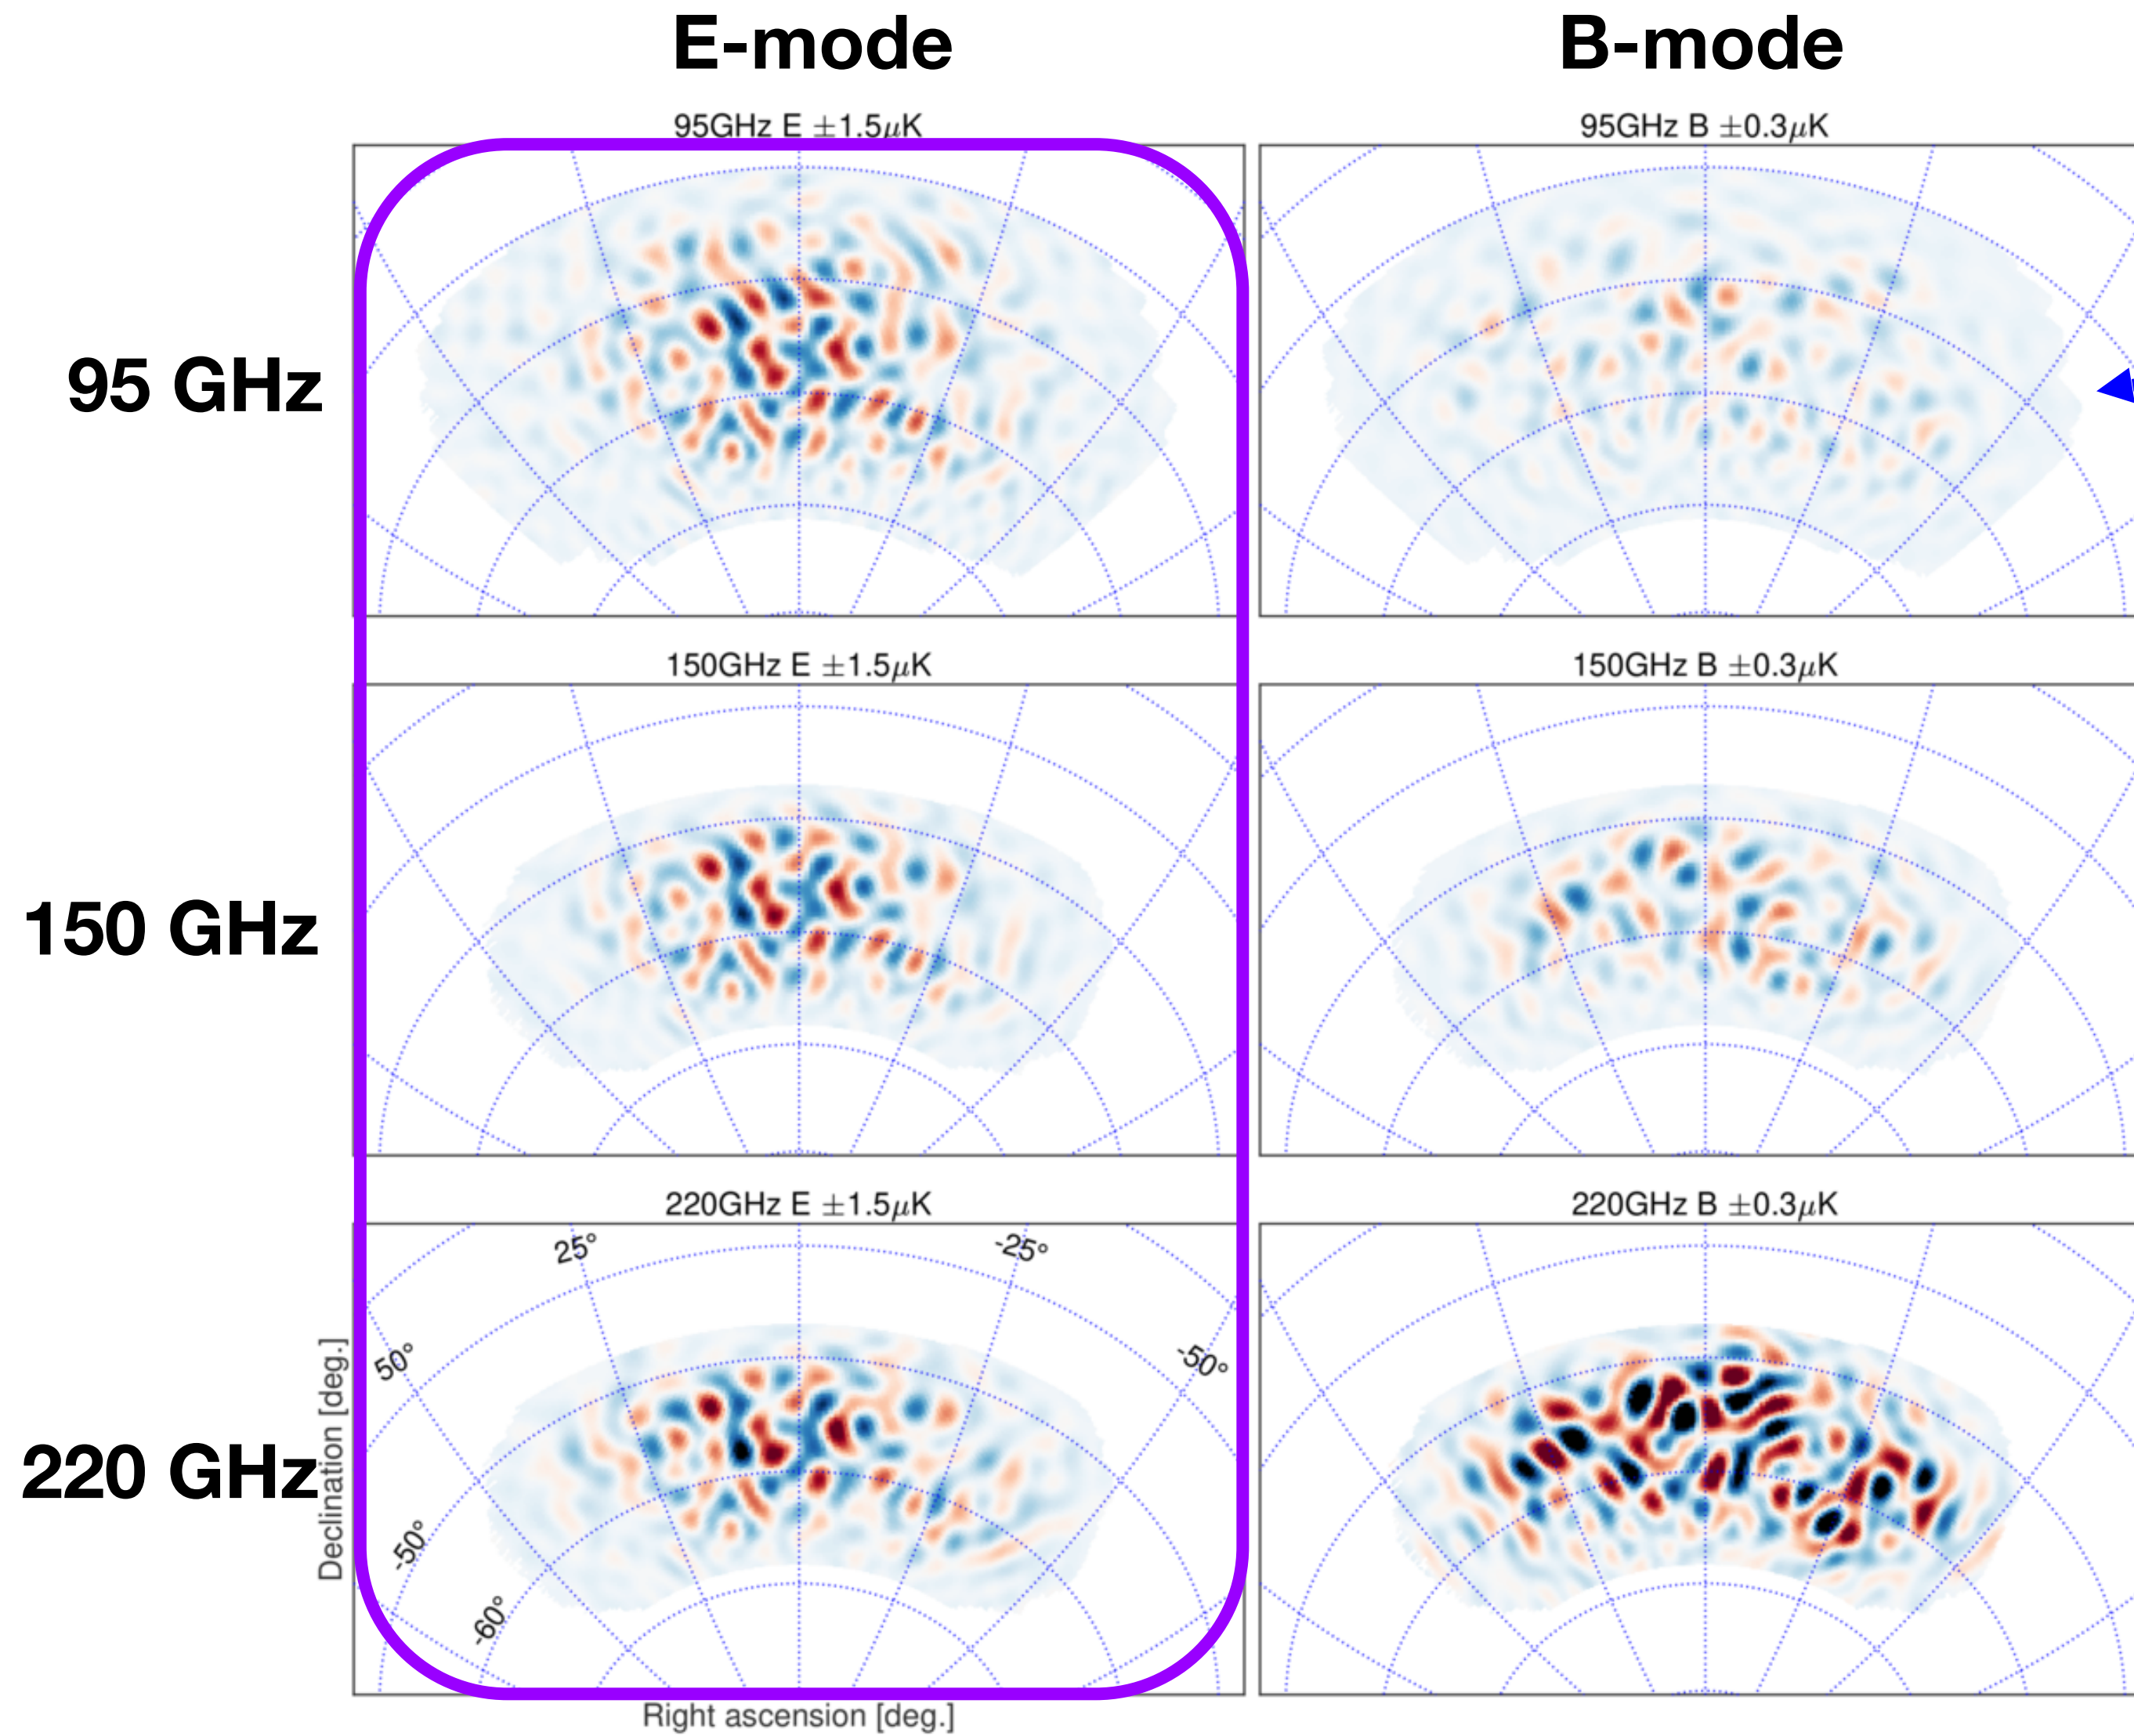 E-mode
B-mode
95GHz E ±1.5μK
95GHz B ±0.3μK
95 GHz
150GHz E ±1.5μK
150GHz B ±0.3μK
150 GHz
220GHz E ±1.5μK
220GHz B ±0.3μK
25°
-25°
50°
-50°
220 GHz
Declination [deg.]
-50°
-60°
Right ascension [deg.]